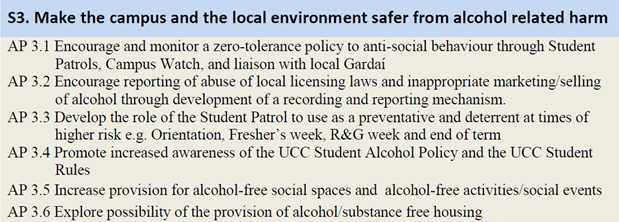 S3. Make the campus and the local environment safer from alcohol related harm
AP 3.1 Encourage and monitor a zero-tolerance policy to anti-social behaviour through Student
Patrols, Campus Watch, and liaison with local Gardaí
AP 3.2 Encourage reporting of abuse of local licensing laws and inappropriate marketing/selling
of alcohol through development of a recording and reporting mechanism.
AP 3.3 Develop the role of the Student Patrol to use as a preventative and deterrent at times of
higher risk e.g. Orientation, Fresher's week, R&G week and end of term
AP 3.4 Promote increased awareness of the UCC Student Alcohol Policy and the UCC Student
Rules
AP 3.5 Increase provision for alcohol-free social spaces and alcohol-free activities/social events
AP 3.6 Explore possibility of the provision of alcohol/substance free housing